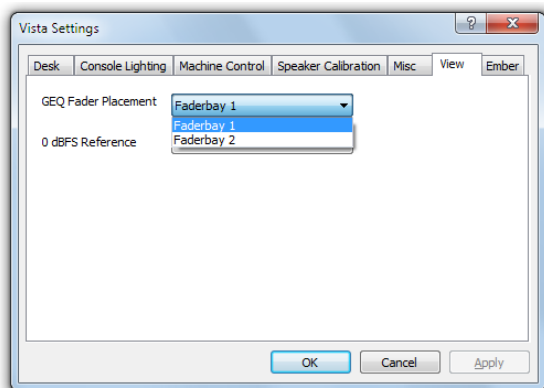 Vista Settings
?
Desk Console Lighting Machine Control Speaker Calibration Misc View Ember
GEQ Fader Placement Faderbay 1
Faderbay 1
0 dBFS Reference Faderbay 2
OK Cancel Apply